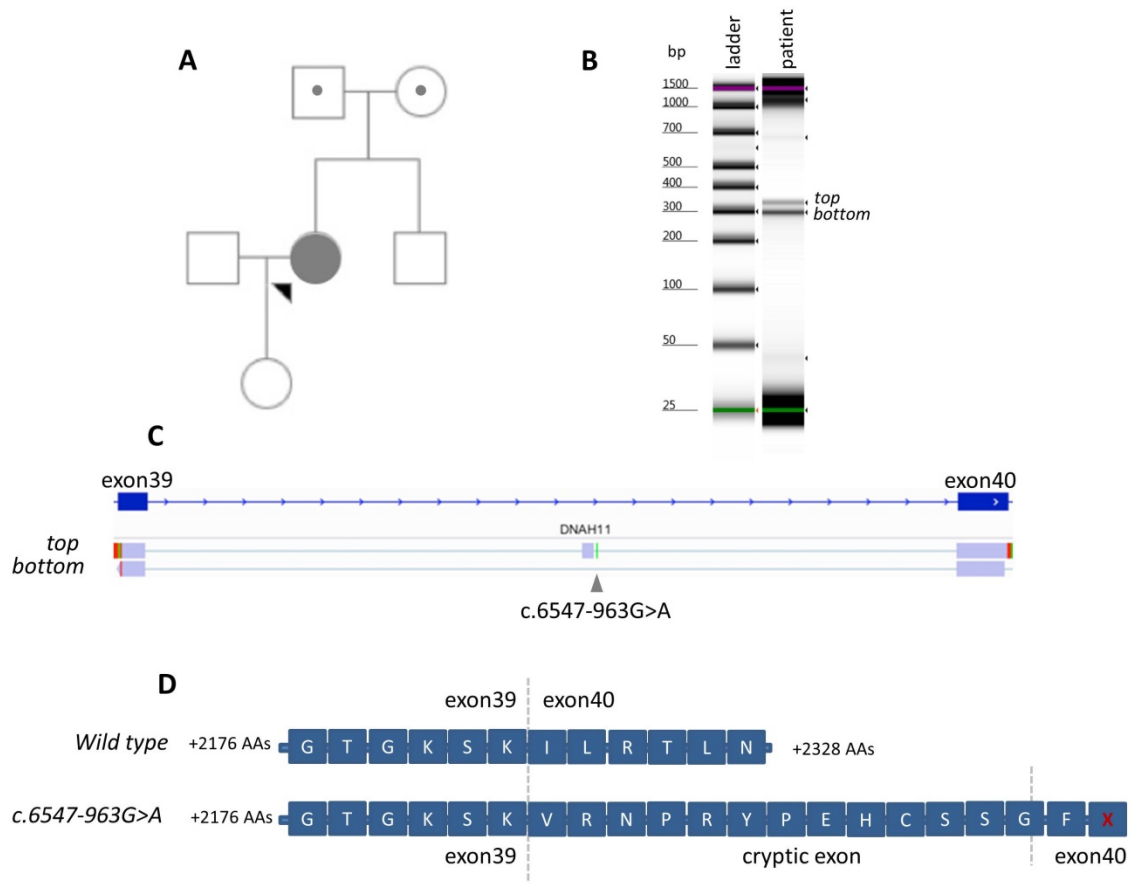 A
B
bp
ladder
patient
1500
1000
700
500
400
300
200
100
50
25
top
bottom
C
exon39
exon40
DNAH11
top
bottom
c.6547-963G>A
D
exon39
exon40
Wild type
+2176 AAs
G T G K S K I L R T L N
+2328 AAs
c.6547-963G>A
+2176 AAs
G T G K S K V R N P R Y P E H C S S G F X
exon39
cryptic exon
exon40